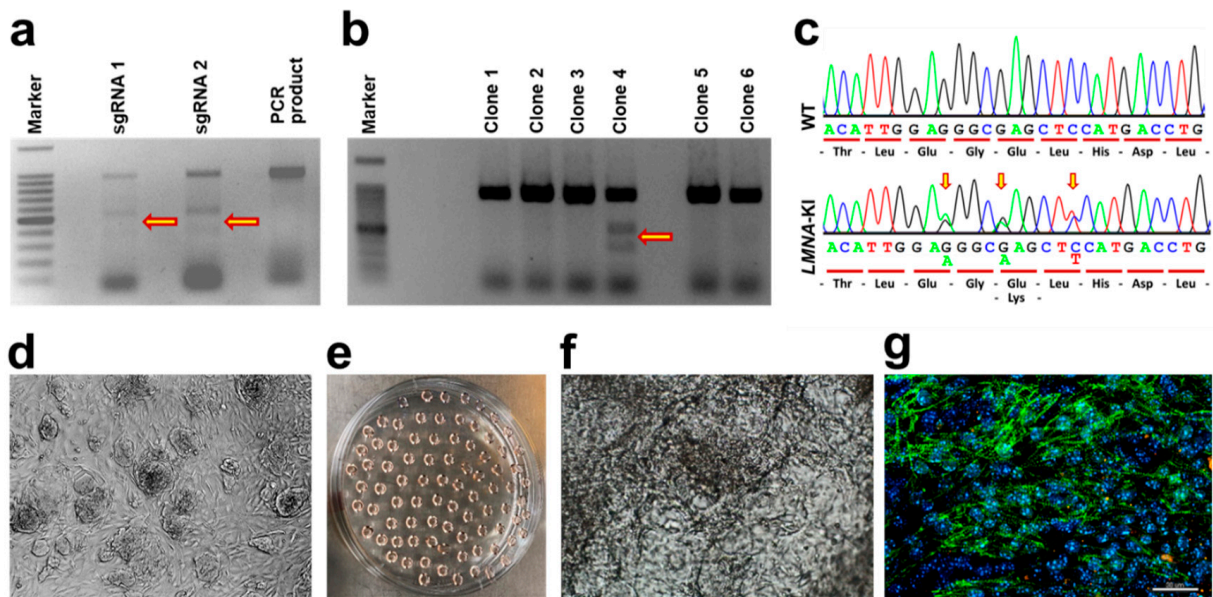 a
Marker
sgRNA 1
sgRNA 2
PCR
product
b
Marker
Clone 1
Clone 2
Clone 3
Clone 4
Clone 5
Clone 6
c
WT
ACATTGGAGGGCGAGCTCCATGACCTG
- Thr - Leu - Glu - Gly - Glu - Leu - His - Asp - Leu -
LMNA-KI
ACATTGGAGGGCGAGCTCCATGACCTG
A A T
- Thr - Leu - Glu - Gly - Glu - Leu - His - Asp - Leu -
- Lys -
d
e
f
g